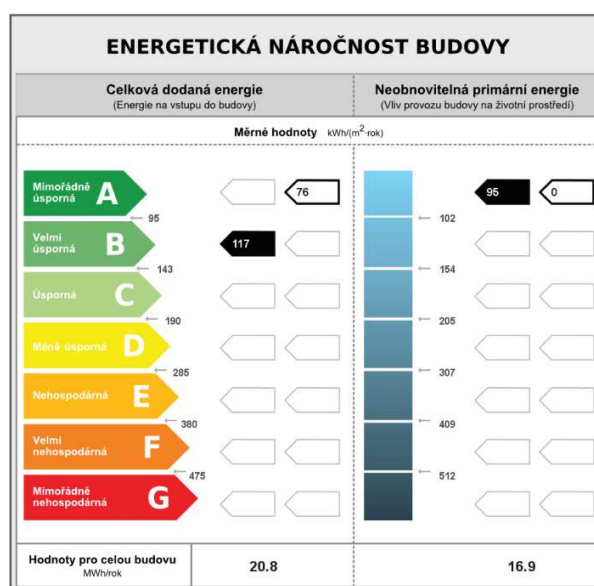 ENERGETICKÁ NÁROČNOST BUDOVY
Celková dodaná energie
(Energie na vstupu do budovy)
Neobnovitelná primární energie
(Vliv provozu budovy na životní prostředí)
Měrné hodnoty kWh/(m²·rok)
Mimořádně úsporná A 76 95 0
95 102
Velmi úsporná B 117
143 154
Úsporná C
190 205
Méně úsporná D
285 307
Nehospodárná E
380 409
Velmi nehospodárná F
475 512
Mimořádně nehospodárná G
Hodnoty pro celou budovu
MWh/rok
20.8 16.9